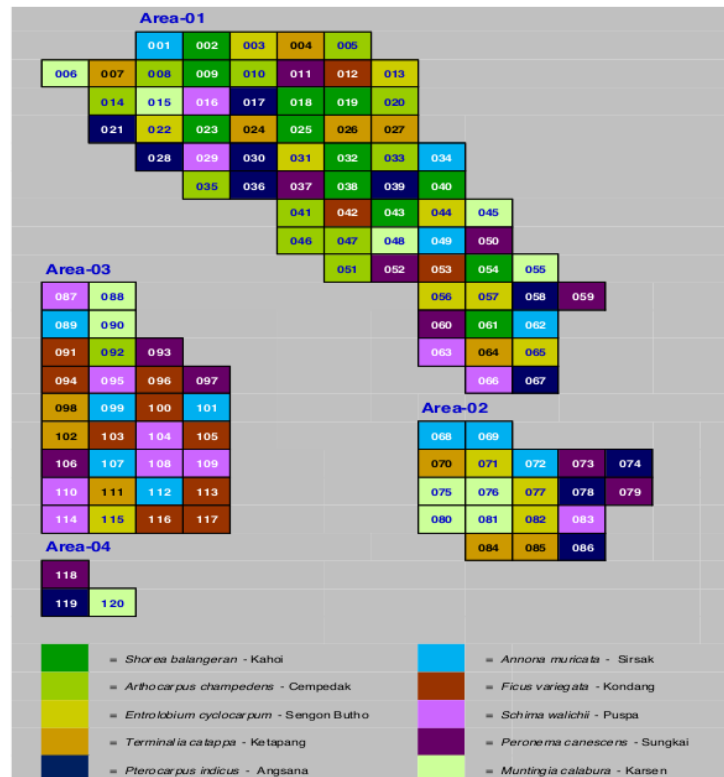 Area-01
001 002 003 004 005
006 007 008 009 010 011 012 013
014 015 016 017 018 019 020
021 022 023 024 025 026 027
028 029 030 031 032 033 034
035 036 037 038 039 040
041 042 043 044 045
046 047 048 049 050
051 052 053 054 055
Area-03
087 088 056 057 058 059
089 090 060 061 062
091 092 093 063 064 065
094 095 096 097 066 067
098 099 100 101 Area-02
102 103 104 105 068 069
106 107 108 109 070 071 072 073 074
110 111 112 113 075 076 077 078 079
114 115 116 117 080 081 082 083
Area-04 084 085 086
118
119 120
= Shorea balangeran - Kahoi = Annona muricata - Sirsak
= Arthocarpus champedens - Cempedak = Ficus variegata - Kondang
= Entrolobium cyclocarpum - Sengon Butho = Schima walichii - Puspa
= Terminalia catappa - Ketapang = Peronema canescens - Sungkai
= Pterocarpus indicus - Angsana = Muntingia calabura - Karsen